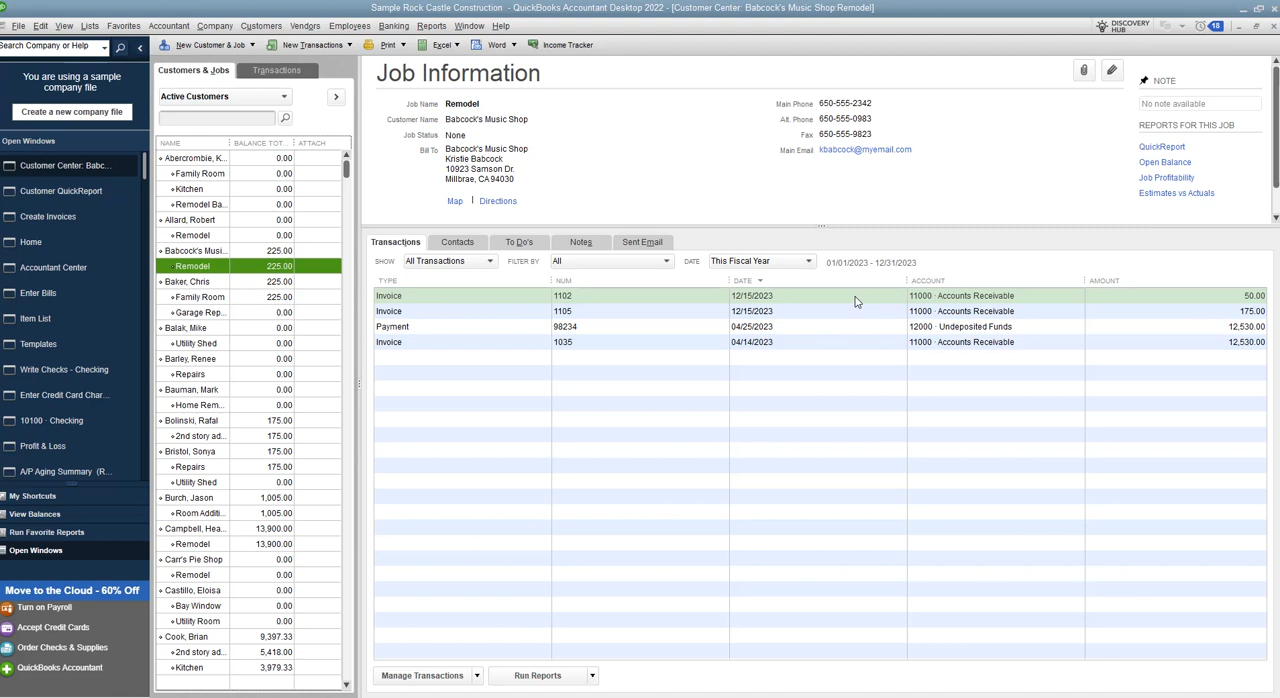 Sample Rock Castle Construction - QuickBooks Accountant Desktop 2022 - [Customer Center: Babcock's Music Shop:Remodel]
File Edit View Lists Favorites Accountant Company Customers Vendors Employees Banking Reports Window Help
DISCOVERY HUB
18
Search Company or Help
New Customer & Job New Transactions Print Excel Word Income Tracker
You are using a sample
company file
Create a new company file
Open Windows
Customer Center: Babc...
Customer QuickReport
Create Invoices
Home
Accountant Center
Enter Bills
Item List
Templates
Write Checks - Checking
Enter Credit Card Char...
10100 · Checking
Profit & Loss
A/P Aging Summary (R...
My Shortcuts
View Balances
Run Favorite Reports
Open Windows
Move to the Cloud - 60% Off
Turn on Payroll
Accept Credit Cards
Order Checks & Supplies
QuickBooks Accountant
Customers & Jobs Transactions
Active Customers
NAME BALANCE TOT... ATTACH
Abercrombie, K... 0.00
Family Room 0.00
Kitchen 0.00
Remodel Ba... 0.00
Allard, Robert 0.00
Remodel 0.00
Babcock's Musi... 225.00
Remodel 225.00
Baker, Chris 0.00
Family Room 0.00
Garage Rep... 0.00
Balak, Mike 0.00
Utility Shed 0.00
Barley, Renee 0.00
Repairs 0.00
Bauman, Mark 0.00
Home Rem... 0.00
Bolinski, Rafal 175.00
2nd story ad... 175.00
Bristol, Sonya 175.00
Repairs 175.00
Utility Shed 0.00
Burch, Jason 1,005.00
Room Additi... 1,005.00
Campbell, Hea... 13,900.00
Remodel 13,900.00
Carr's Pie Shop 0.00
Remodel 0.00
Castillo, Eloisa 0.00
Bay Window 0.00
Utility Room 0.00
Cook, Brian 9,397.33
2nd story ad... 5,418.00
Kitchen 3,979.33
Job Information
Job Name Remodel
Customer Name Babcock's Music Shop
Job Status None
Bill To Babcock's Music Shop
Kristie Babcock
10923 Samson Dr.
Millbrae, CA 94030
Map | Directions
Main Phone 650-555-2342
Alt. Phone 650-555-0983
Fax 650-555-9823
Main Email kbabcock@myemail.com
NOTE
No note available
REPORTS FOR THIS JOB
QuickReport
Open Balance
Job Profitability
Estimates vs Actuals
Transactions Contacts To Do's Notes Sent Email
SHOW All Transactions FILTER BY All DATE This Fiscal Year 01/01/2023 - 12/31/2023
TYPE NUM DATE ACCOUNT AMOUNT
Invoice 1102 12/15/2023 11000 · Accounts Receivable 50.00
Invoice 1105 12/15/2023 11000 · Accounts Receivable 175.00
Payment 98234 04/25/2023 12000 · Undeposited Funds 12,530.00
Invoice 1035 04/14/2023 11000 · Accounts Receivable 12,530.00
Manage Transactions Run Reports